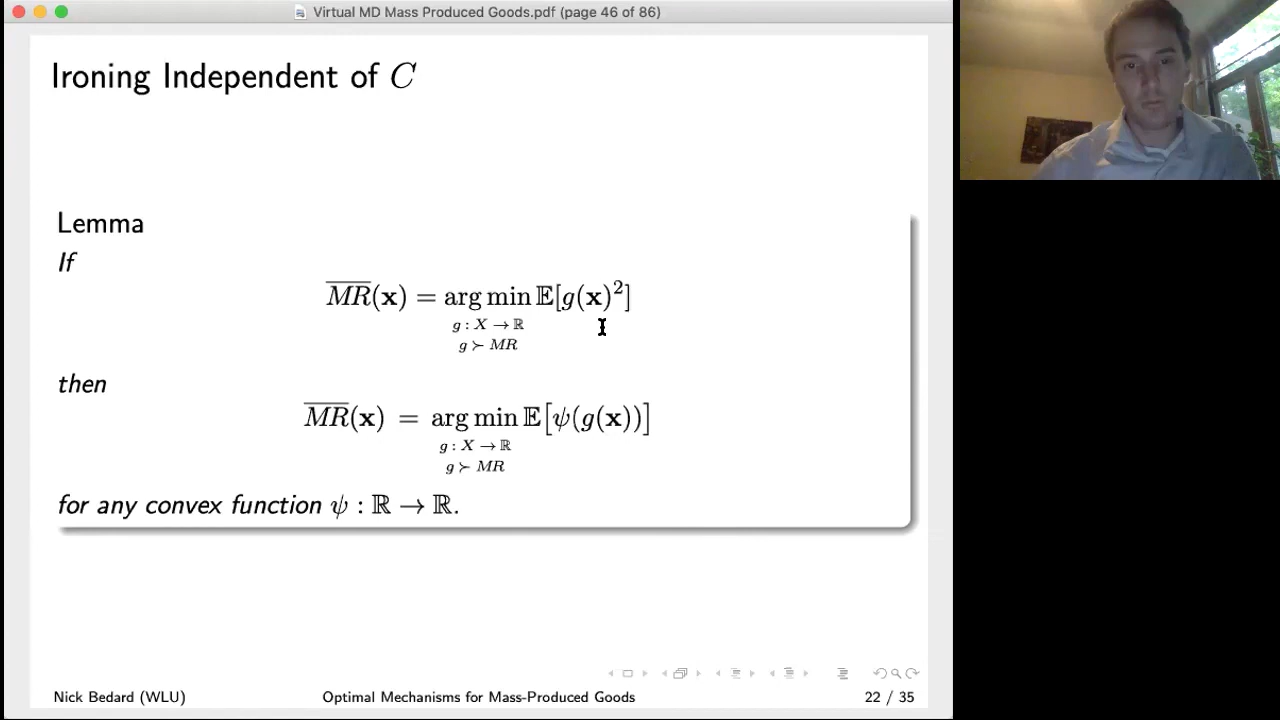 Virtual MD Mass Produced Goods.pdf (page 46 of 86)
Ironing Independent of C
Lemma
If
\overline{MR}(x) = arg min 𝔼[g(x)²]
g : X → ℝ
g ≻ MR
then
\overline{MR}(x) = arg min 𝔼[ψ(g(x))]
g : X → ℝ
g ≻ MR
for any convex function ψ : ℝ → ℝ.
Nick Bedard (WLU) Optimal Mechanisms for Mass-Produced Goods 22 / 35